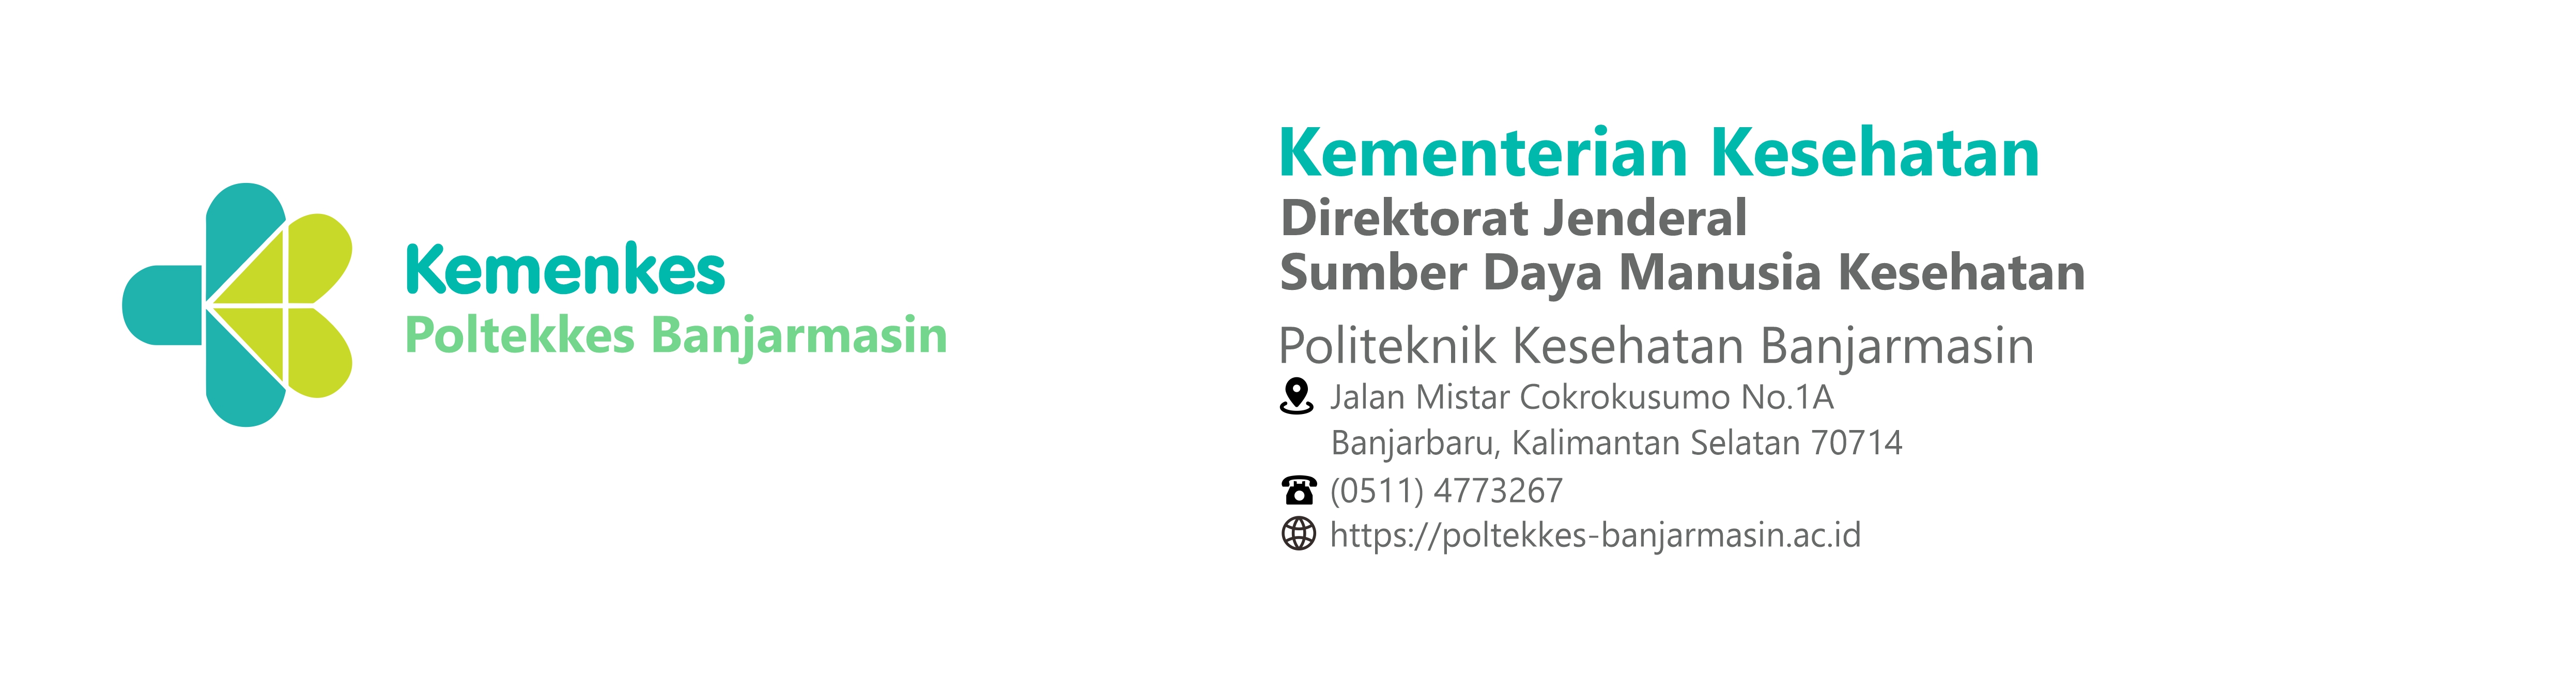 Kemenkes
Poltekkes Banjarmasin
Kementerian Kesehatan
Direktorat Jenderal
Sumber Daya Manusia Kesehatan
Politeknik Kesehatan Banjarmasin
Jalan Mistar Cokrokusumo No.1A
Banjarbaru, Kalimantan Selatan 70714
(0511) 4773267
https://poltekkes-banjarmasin.ac.id